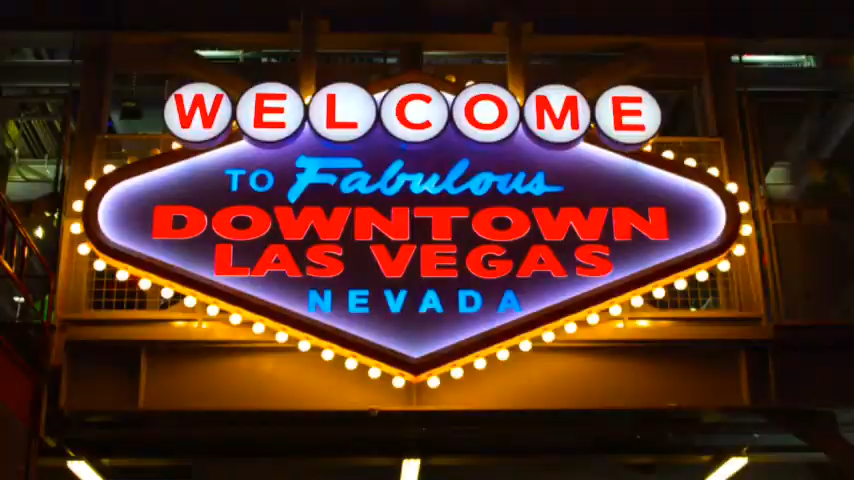 WELCOME
TO Fabulous
DOWNTOWN
LAS VEGAS
NEVADA